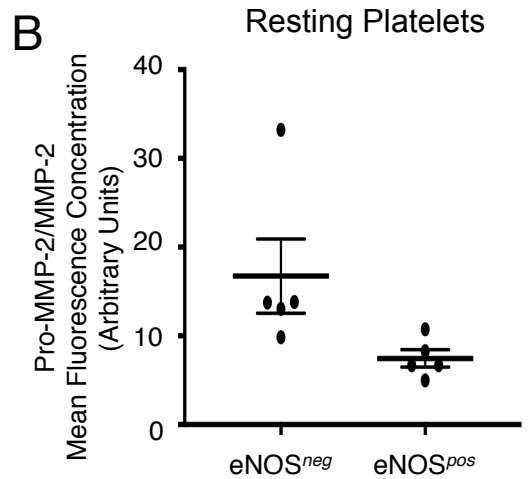 B
Resting Platelets
Pro-MMP-2/MMP-2
Mean Fluorescence Concentration
(Arbitrary Units)
40
30
20
10
0
eNOSneg
eNOSpos